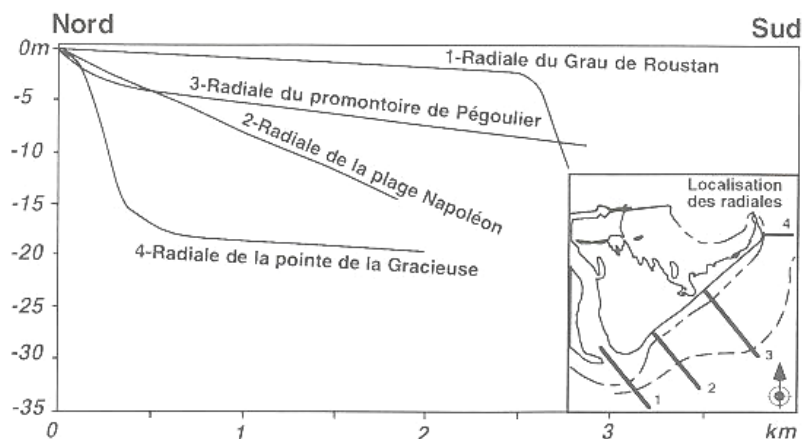 Nord
Sud
0m
1-Radiale du Grau de Roustan
3-Radiale du promontoire de Pégoulier
-5
2-Radiale de la plage Napoléon
-10
-15
4-Radiale de la pointe de la Gracieuse
-20
-25
-30
-35
0
1
2
3
km
Localisation
des radiales
4
3
2
1